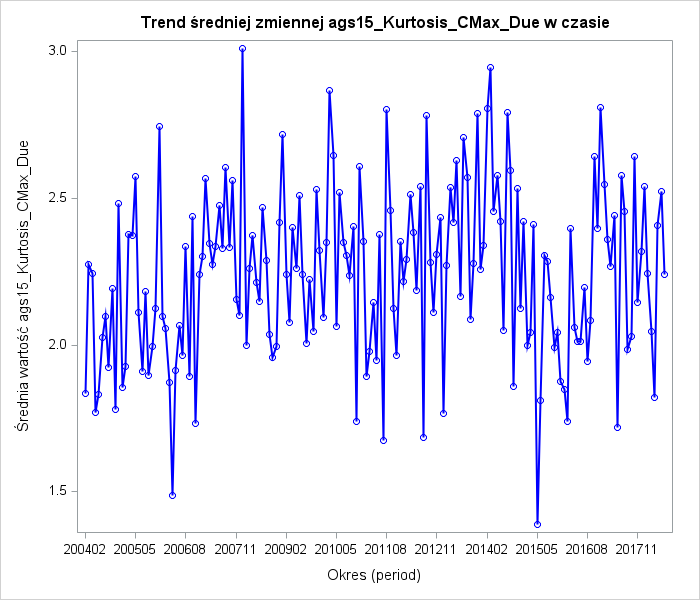 Trend średniej zmiennej ags15_Kurtosis_CMax_Due w czasie
Średnia wartość ags15_Kurtosis_CMax_Due
3.0
2.5
2.0
1.5
200402 200505 200608 200711 200902 201005 201108 201211 201402 201505 201608 201711
Okres (period)